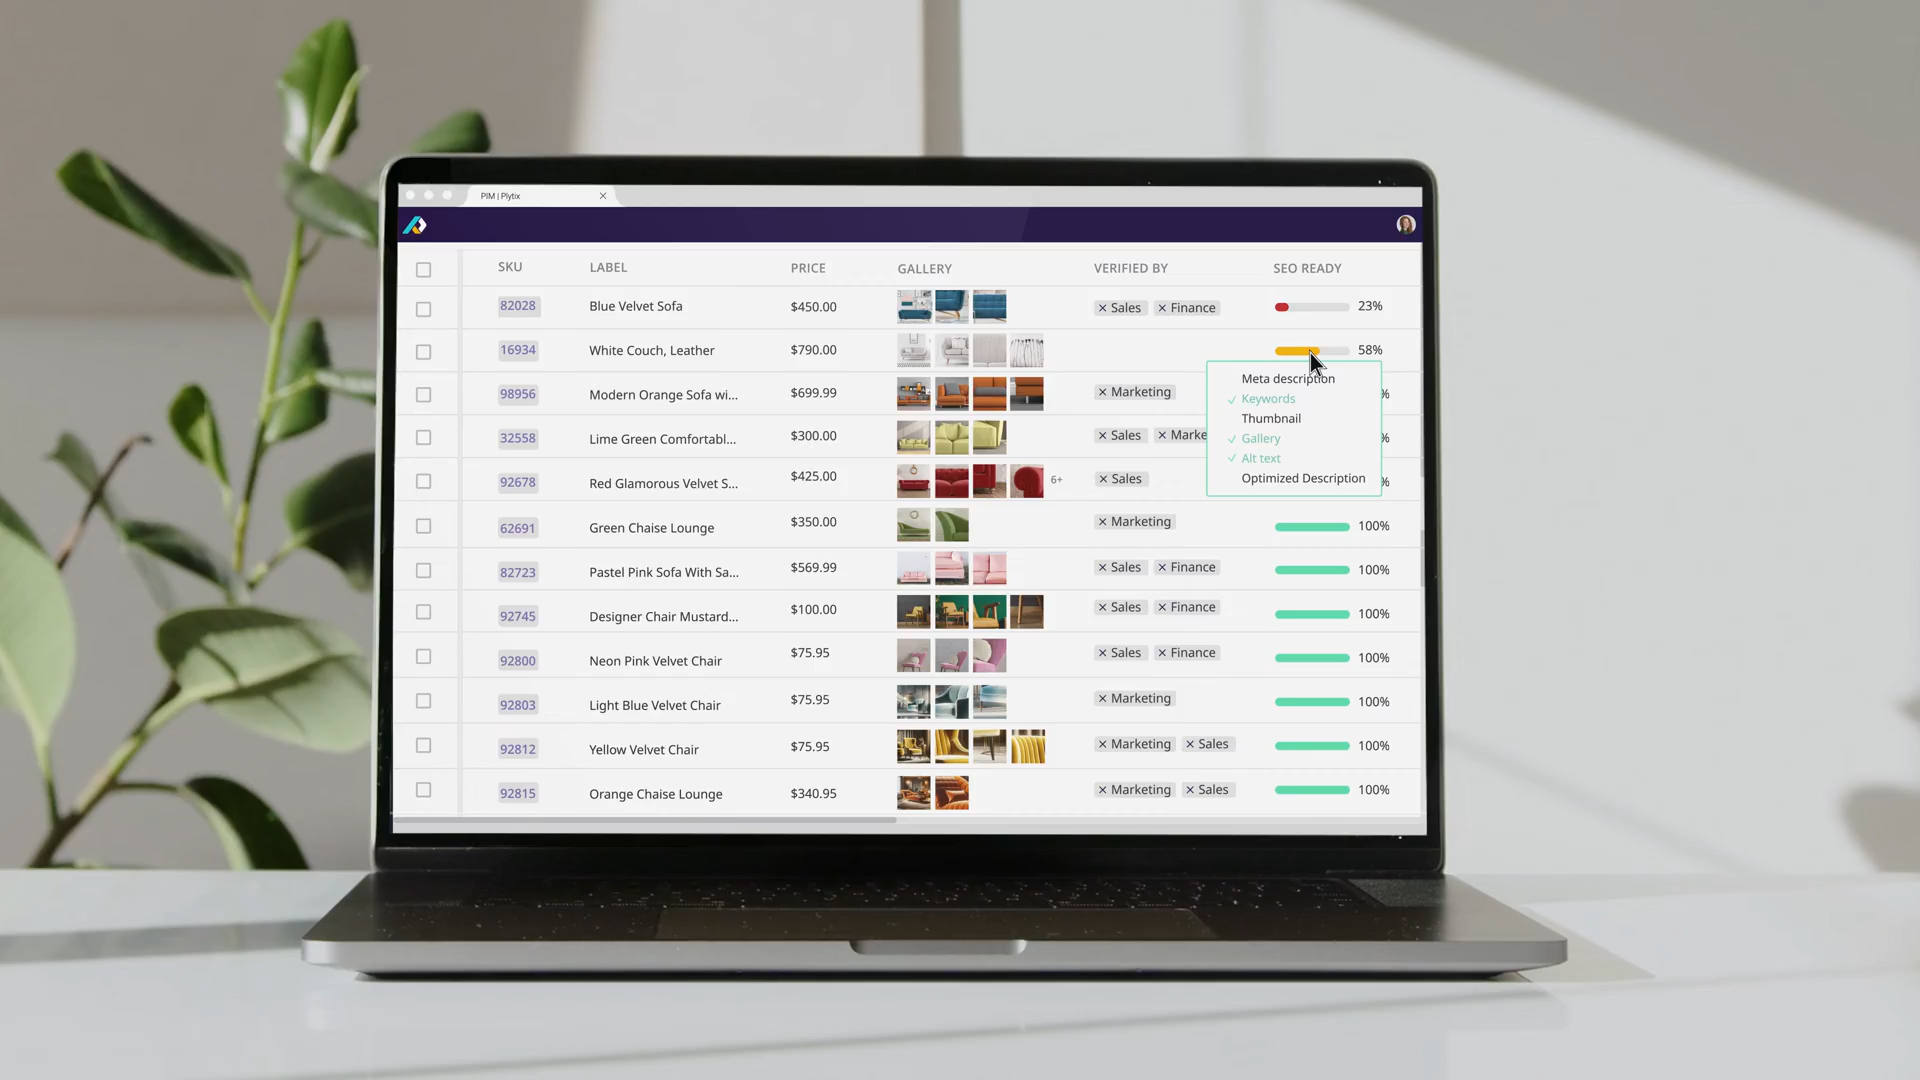 PIM | Plytix
SKU LABEL PRICE GALLERY VERIFIED BY SEO READY
82028 Blue Velvet Sofa $450.00 × Sales × Finance 23%
16934 White Couch, Leather $790.00 58%
Meta description
98956 Modern Orange Sofa wi... $699.99 × Marketing %
✓ Keywords
Thumbnail
32558 Lime Green Comfortabl... $300.00 × Sales × Marke %
✓ Gallery
✓ Alt text
92678 Red Glamorous Velvet S... $425.00 6+ × Sales %
Optimized Description
62691 Green Chaise Lounge $350.00 × Marketing 100%
82723 Pastel Pink Sofa With Sa... $569.99 × Sales × Finance 100%
92745 Designer Chair Mustard... $100.00 × Sales × Finance 100%
92800 Neon Pink Velvet Chair $75.95 × Sales × Finance 100%
92803 Light Blue Velvet Chair $75.95 × Marketing 100%
92812 Yellow Velvet Chair $75.95 × Marketing × Sales 100%
92815 Orange Chaise Lounge $340.95 × Marketing × Sales 100%